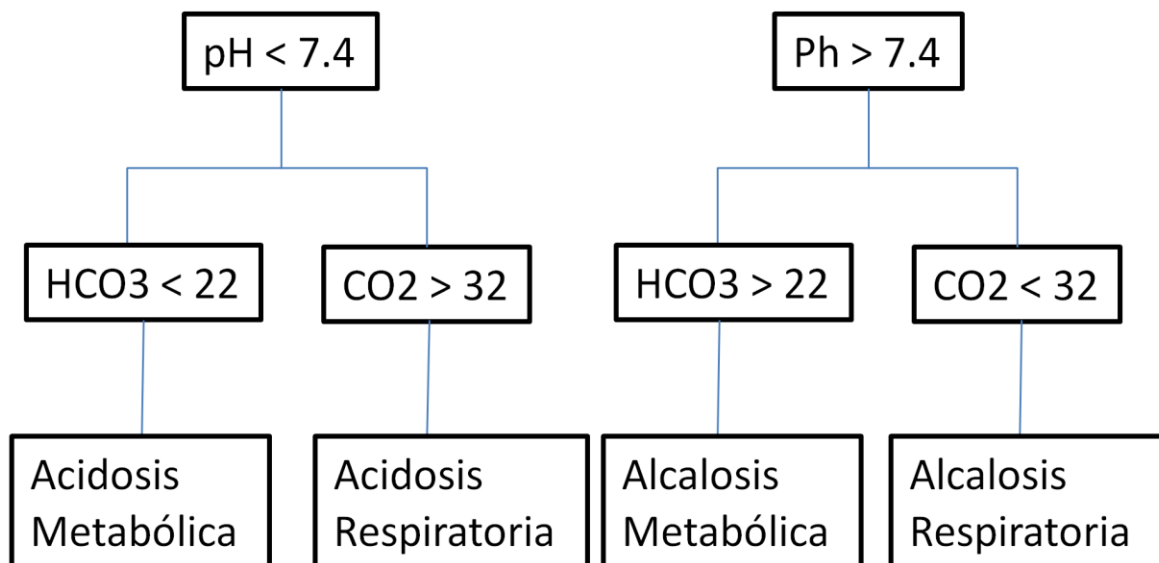 pH < 7.4
Ph > 7.4
HCO3 < 22
CO2 > 32
HCO3 > 22
CO2 < 32
Acidosis
Metabólica
Acidosis
Respiratoria
Alcalosis
Metabólica
Alcalosis
Respiratoria